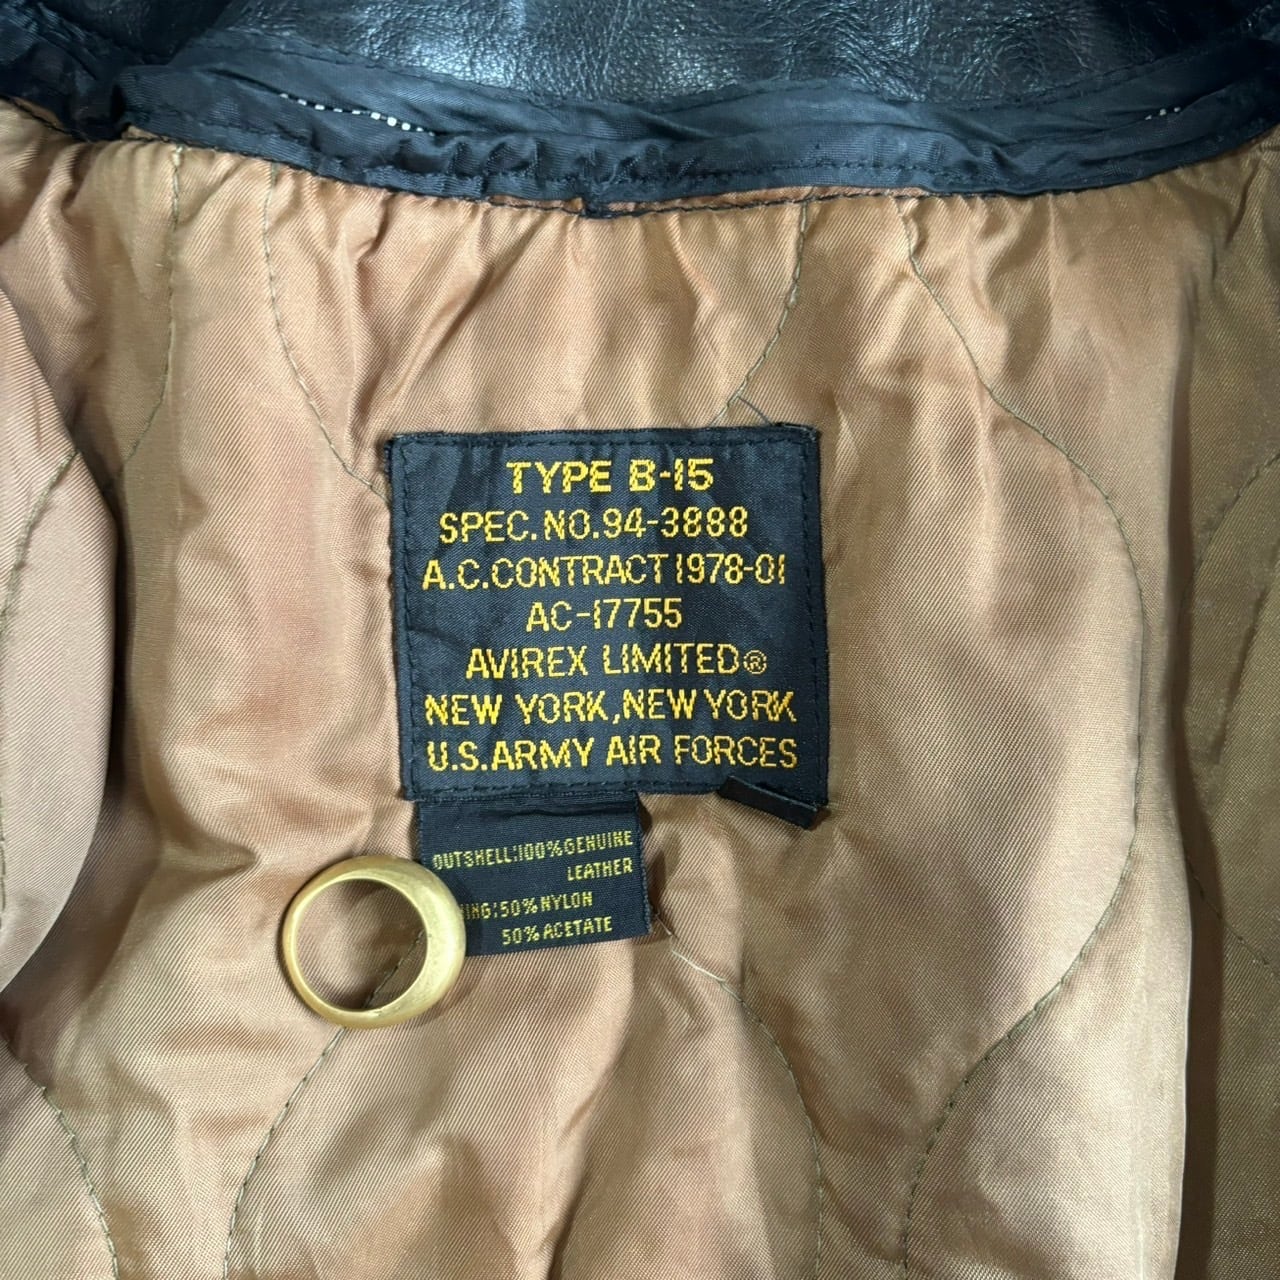 TYPE B-15
SPEC.NO.94-3888
A.C.CONTRACT 1978-01
AC-17755
AVIREX LIMITED®
NEW YORK,NEW YORK
U.S.ARMY AIR FORCES
OUTSHELL:100%GENUINE
LEATHER
50%NYLON
50%ACETATE